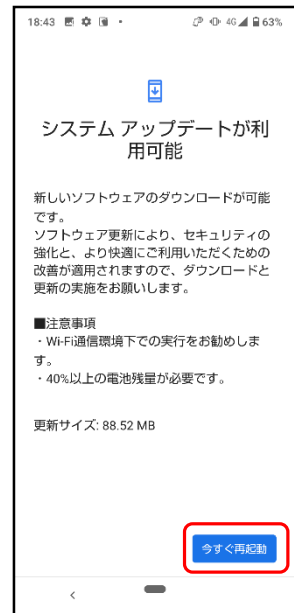 18:43
4G 63%
システム アップデートが利
用可能
新しいソフトウェアのダウンロードが可能
です。
ソフトウェア更新により、セキュリティの
強化と、より快適にご利用いただくための
改善が適用されますので、ダウンロードと
更新の実施をお願いします。
■注意事項
・Wi-Fi通信環境下での実行をお勧めしま
す。
・40%以上の電池残量が必要です。
更新サイズ: 88.52 MB
今すぐ再起動